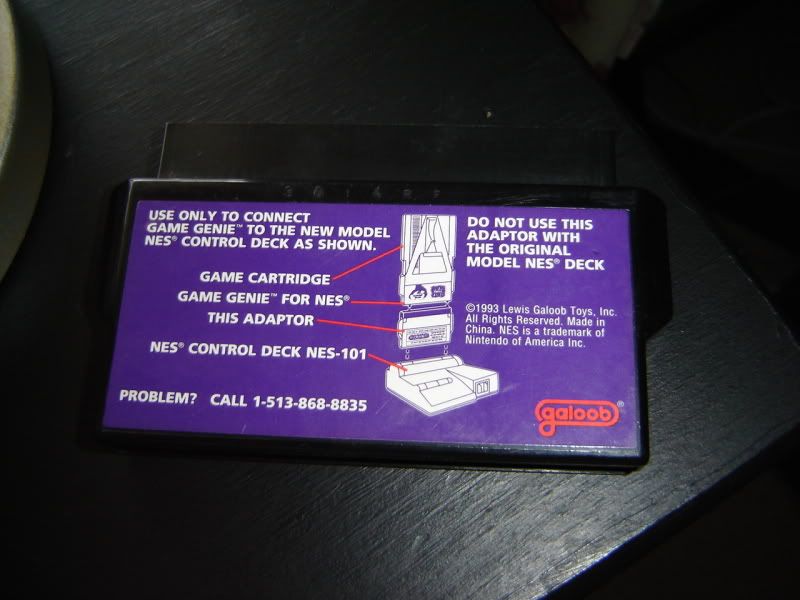 USE ONLY TO CONNECT
GAME GENIE™ TO THE NEW MODEL
NES® CONTROL DECK AS SHOWN.
GAME CARTRIDGE
GAME GENIE™ FOR NES®
THIS ADAPTOR
NES® CONTROL DECK NES-101
PROBLEM? CALL 1-513-868-8835
DO NOT USE THIS
ADAPTOR WITH
THE ORIGINAL
MODEL NES® DECK
©1993 Lewis Galoob Toys, Inc.
All Rights Reserved. Made in
China. NES is a trademark of
Nintendo of America Inc.
galoob®